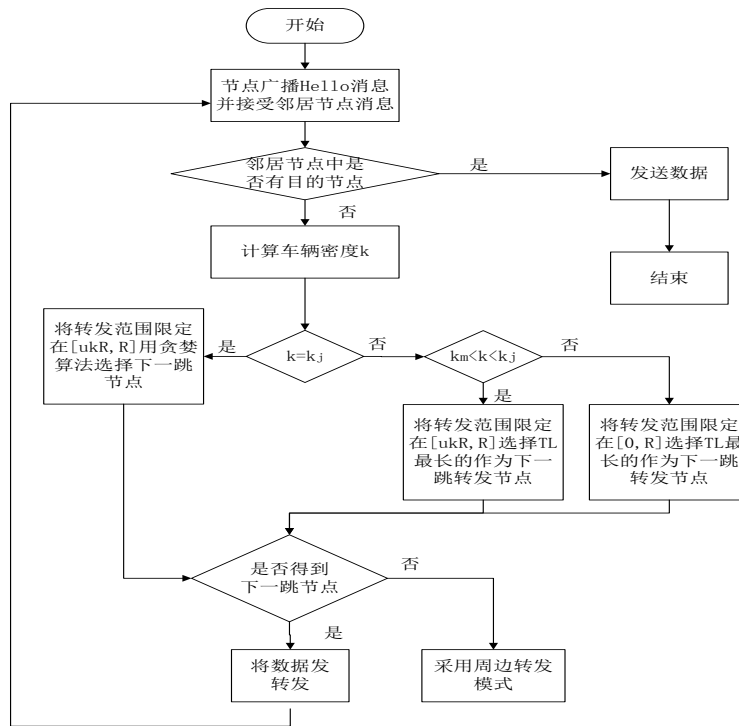 开始
节点广播Hello消息
并接受邻居节点消息
邻居节点中是
否有目的节点
是
发送数据
否
计算车辆密度k
结束
将转发范围限定
在[ukR,R]用贪婪
算法选择下一跳
节点
是
k=kj
否
km<k<kj
否
是
将转发范围限定
在[ukR,R]选择TL
最长的作为下一
跳转发节点
将转发范围限定
在[0,R]选择TL最
长的作为下一跳
转发节点
是否得到
下一跳节点
否
是
将数据发
转发
采用周边转发
模式